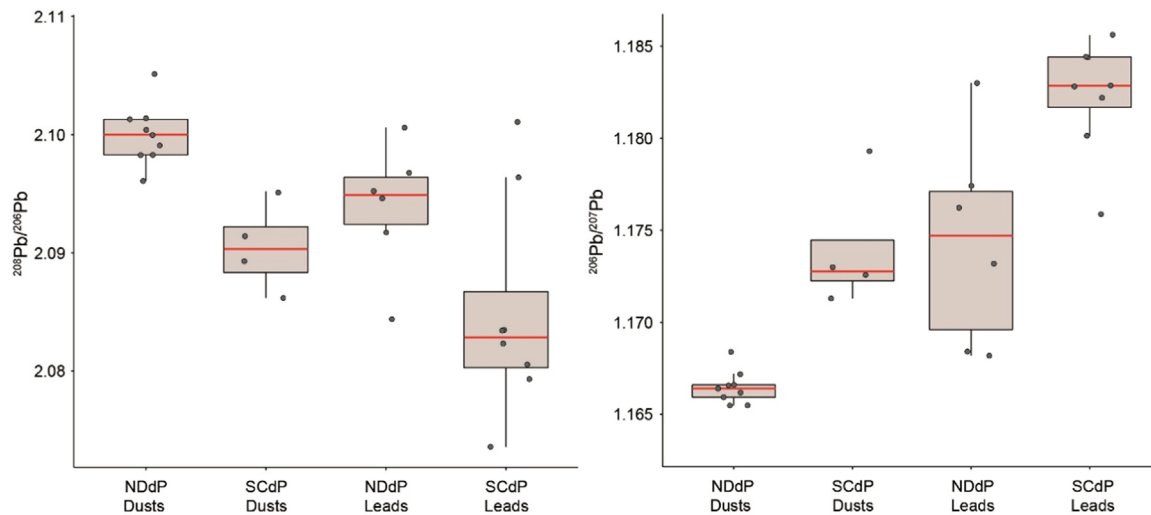 2.11
2.10
2.09
2.08
208Pb/206Pb
NDdP SCdP NDdP SCdP
Dusts Dusts Leads Leads
1.185
1.180
1.175
1.170
1.165
206Pb/207Pb
NDdP SCdP NDdP SCdP
Dusts Dusts Leads Leads